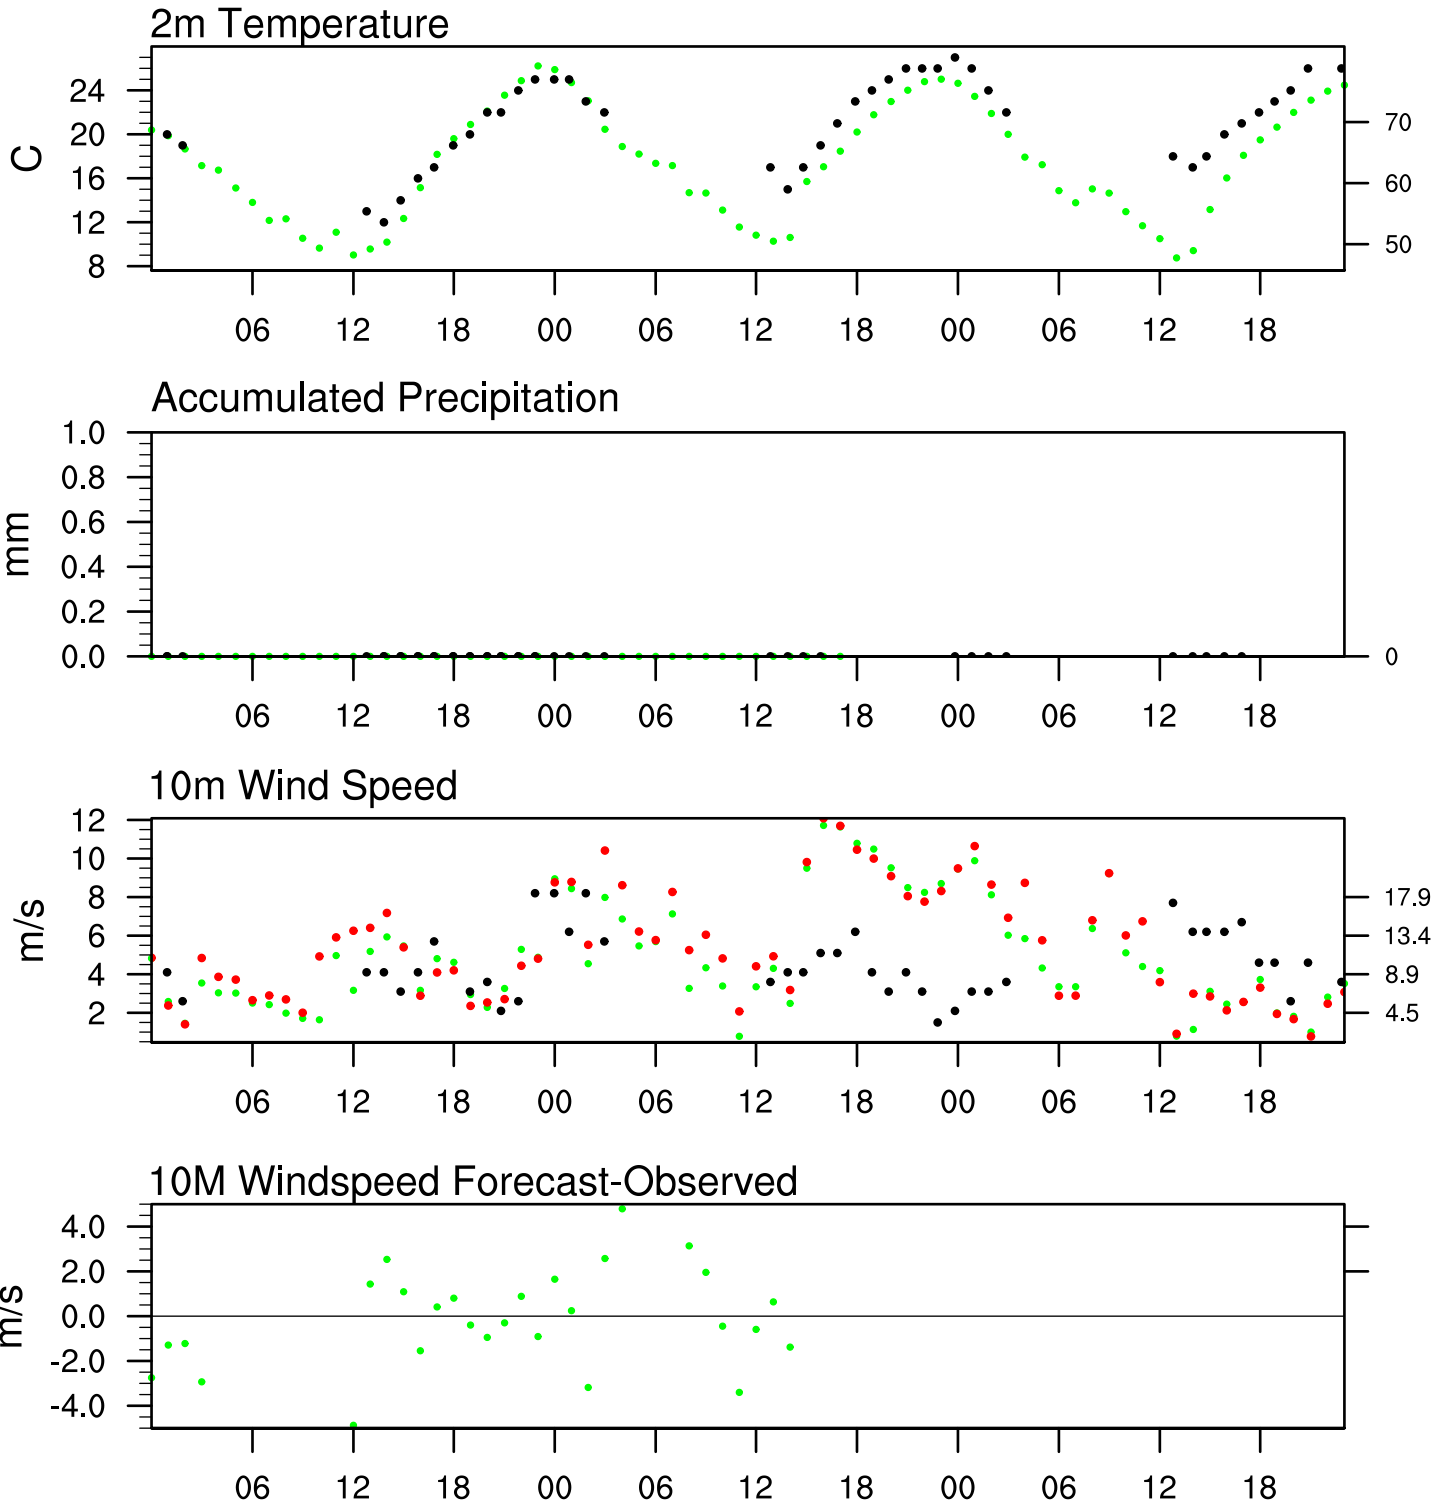 2m Temperature
24
20
16
12
8
C
70
60
50
06 12 18 00 06 12 18 00 06 12 18
Accumulated Precipitation
1.0
0.8
0.6
0.4
0.2
0.0
mm
0
06 12 18 00 06 12 18 00 06 12 18
10m Wind Speed
12
10
8
6
4
2
m/s
17.9
13.4
8.9
4.5
06 12 18 00 06 12 18 00 06 12 18
10M Windspeed Forecast-Observed
4.0
2.0
0.0
-2.0
-4.0
m/s
06 12 18 00 06 12 18 00 06 12 18